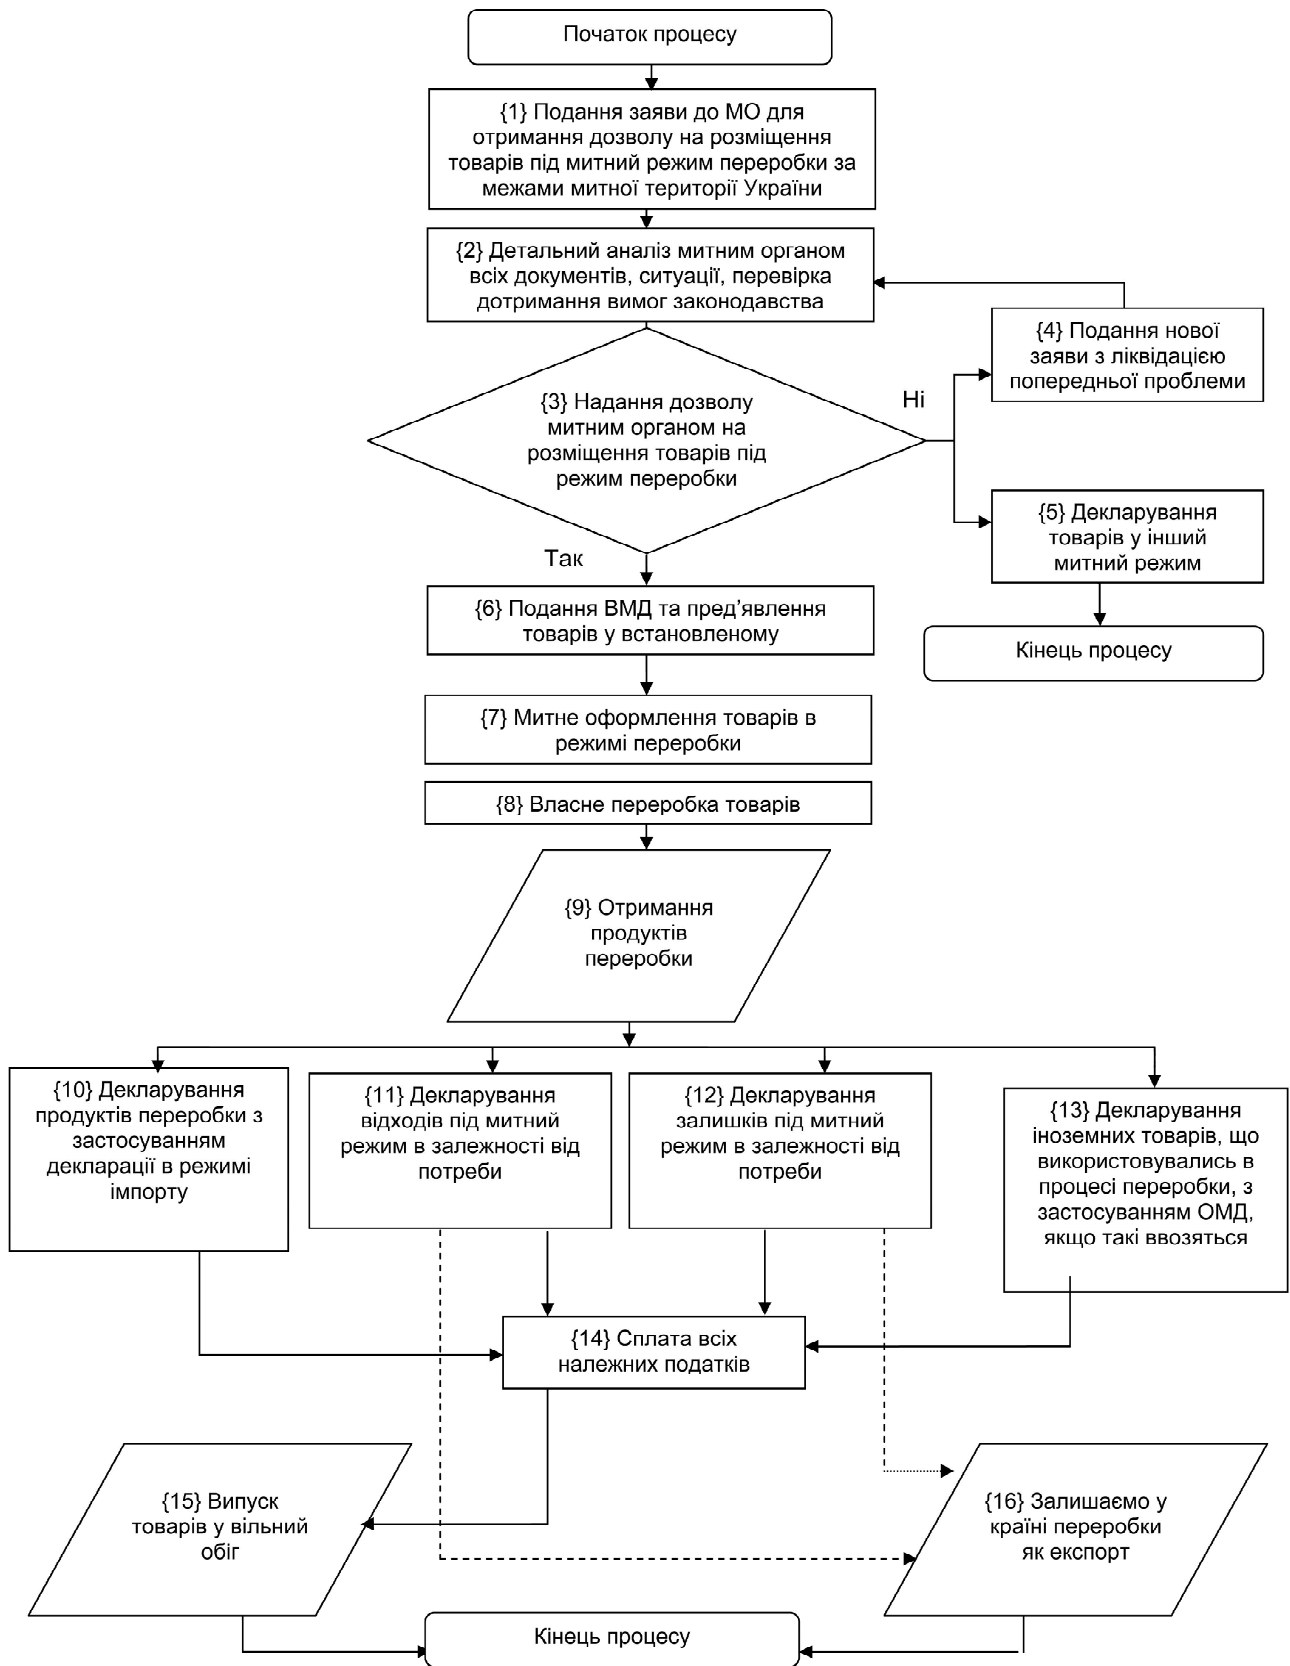 Початок процесу
{1} Подання заяви до МО для
отримання дозволу на розміщення
товарів під митний режим переробки за
межами митної території України
{2} Детальний аналіз митним органом
всіх документів, ситуації, перевірка
дотримання вимог законодавства
{4} Подання нової
заяви з ліквідацією
попередньої проблеми
Ні
{3} Надання дозволу
митним органом на
розміщення товарів під
режим переробки
{5} Декларування
товарів у інший
митний режим
Так
{6} Подання ВМД та пред’явлення
товарів у встановленому
Кінець процесу
{7} Митне оформлення товарів в
режимі переробки
{8} Власне переробка товарів
{9} Отримання
продуктів
переробки
{10} Декларування
продуктів переробки з
застосуванням
декларації в режимі
імпорту
{11} Декларування
відходів під митний
режим в залежності від
потреби
{12} Декларування
залишків під митний
режим в залежності від
потреби
{13} Декларування
іноземних товарів, що
використовувались в
процесі переробки, з
застосуванням ОМД,
якщо такі ввозяться
{14} Сплата всіх
належних податків
{15} Випуск
товарів у вільний
обіг
{16} Залишаємо у
країні переробки
як експорт
Кінець процесу